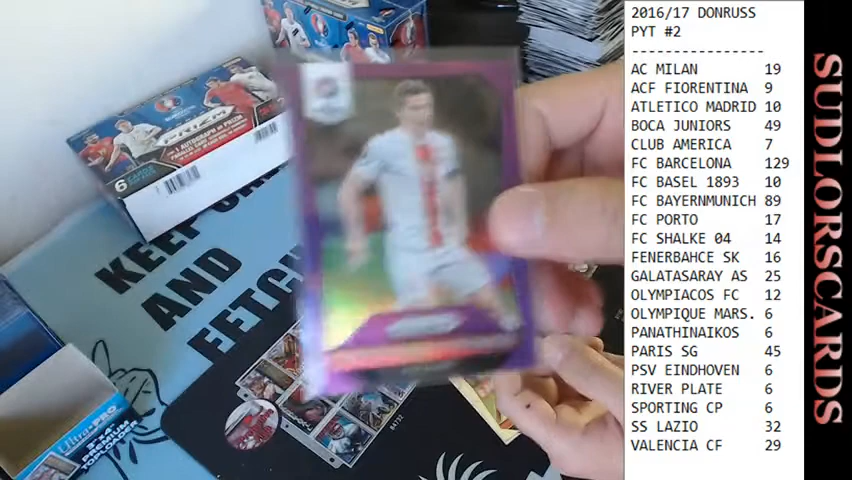 2016/17 DONRUSS
PYT #2
----------------
AC MILAN 19
ACF FIORENTINA 9
ATLETICO MADRID 10
BOCA JUNIORS 49
CLUB AMERICA 7
FC BARCELONA 129
FC BASEL 1893 10
FC BAYERNMUNICH 89
FC PORTO 17
FC SHALKE 04 14
FENERBAHCE SK 16
GALATASARAY AS 25
OLYMPIACOS FC 12
OLYMPIQUE MARS. 6
PANATHINAIKOS 6
PARIS SG 45
PSV EINDHOVEN 6
RIVER PLATE 6
SPORTING CP 6
SS LAZIO 32
VALENCIA CF 29
SUDLORSCARDS
PRIZM
6 CARDS
KEEP
AND
FETCH
Ultra-PRO
PREMIUM
TOPLOADER